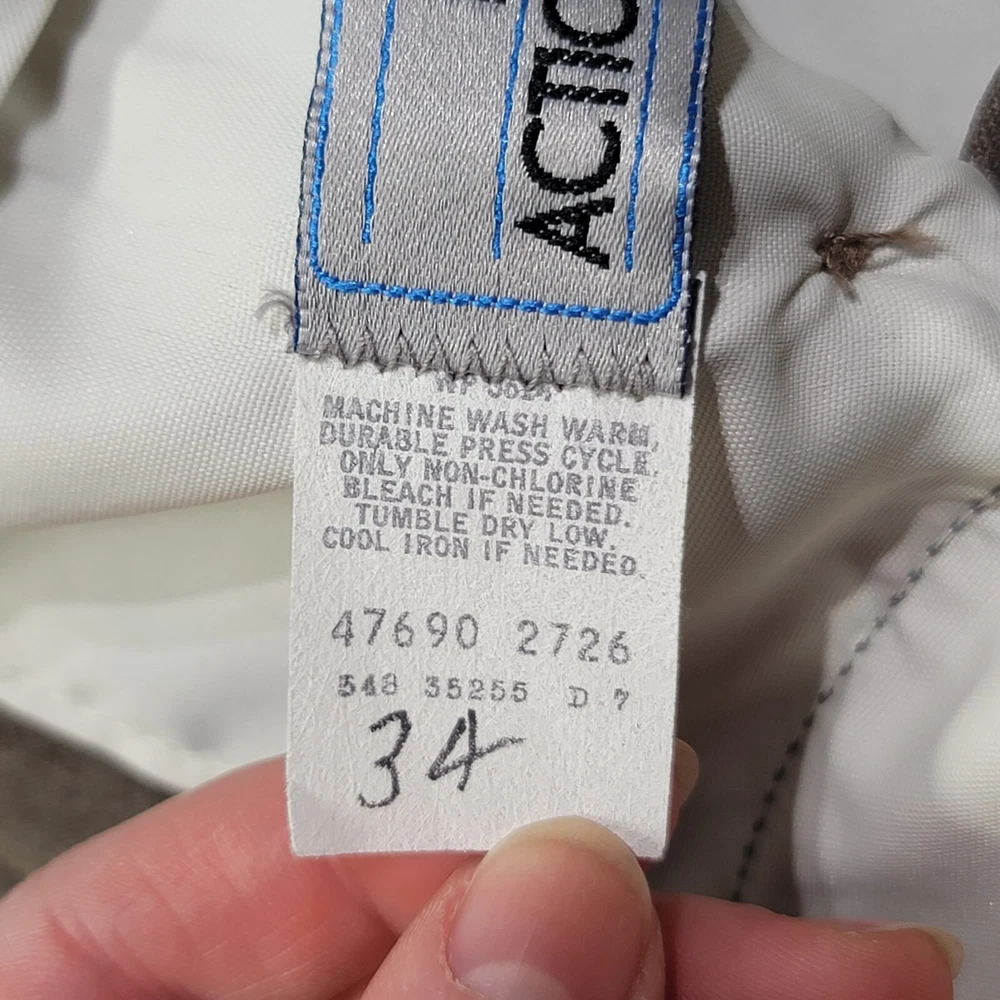 ACTIO
MACHINE WASH WARM,
DURABLE PRESS CYCLE,
ONLY NON-CHLORINE
BLEACH IF NEEDED.
TUMBLE DRY LOW.
COOL IRON IF NEEDED.
47690 2726
548 35255 D 7
34